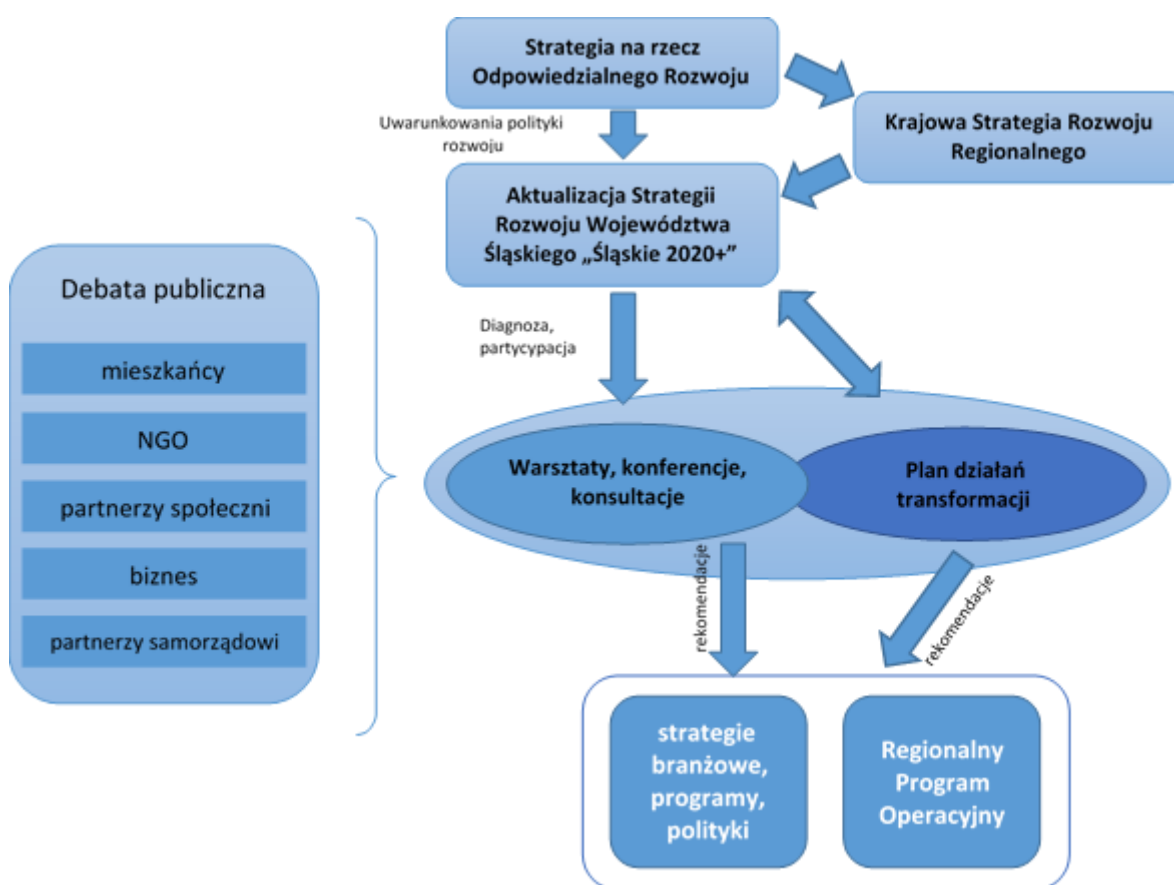 Strategia na rzecz
Odpowiedzialnego Rozwoju
Uwarunkowania polityki
rozwoju
Krajowa Strategia Rozwoju
Regionalnego
Aktualizacja Strategii
Rozwoju Województwa
Śląskiego „Śląskie 2020+”
Debata publiczna
mieszkańcy
NGO
partnerzy społeczni
biznes
partnerzy samorządowi
Diagnoza,
partycypacja
Warsztaty, konferencje,
konsultacje
Plan działań
transformacji
rekomendacje
rekomendacje
strategie
branżowe,
programy,
polityki
Regionalny
Program
Operacyjny